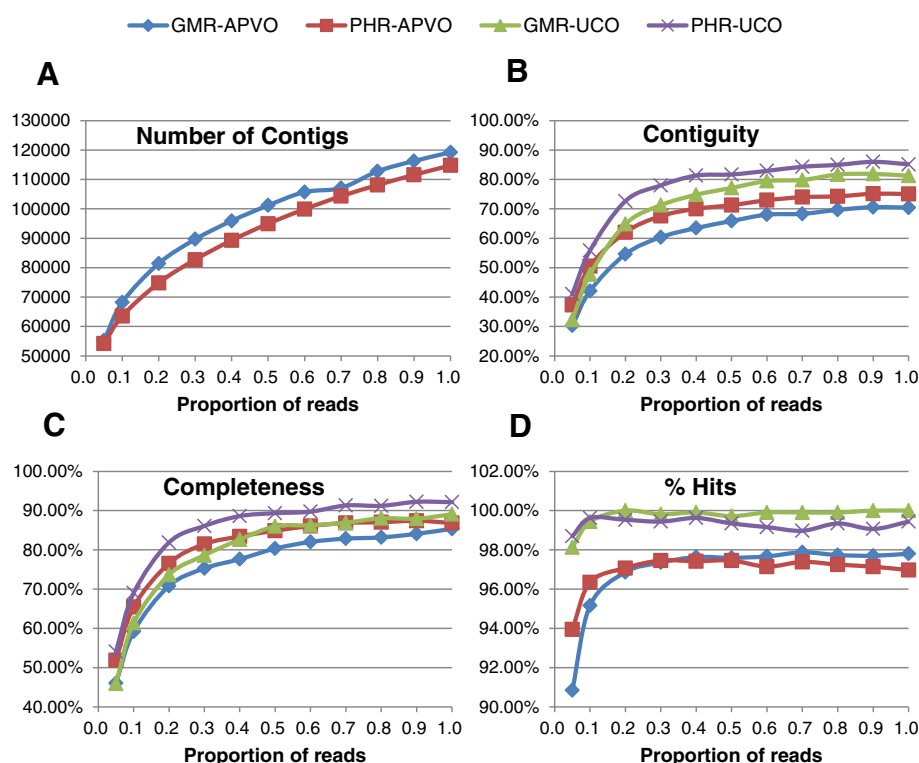 GMR-APVO PHR-APVO GMR-UCO PHR-UCO
A
Number of Contigs
130000
120000
110000
100000
90000
80000
70000
60000
50000
0.0 0.1 0.2 0.3 0.4 0.5 0.6 0.7 0.8 0.9 1.0
Proportion of reads
B
Contiguity
100.00%
90.00%
80.00%
70.00%
60.00%
50.00%
40.00%
30.00%
20.00%
0.0 0.1 0.2 0.3 0.4 0.5 0.6 0.7 0.8 0.9 1.0
Proportion of reads
C
Completeness
100.00%
90.00%
80.00%
70.00%
60.00%
50.00%
40.00%
0.0 0.1 0.2 0.3 0.4 0.5 0.6 0.7 0.8 0.9 1.0
Proportion of reads
D
% Hits
102.00%
100.00%
98.00%
96.00%
94.00%
92.00%
90.00%
0.0 0.1 0.2 0.3 0.4 0.5 0.6 0.7 0.8 0.9 1.0
Proportion of reads